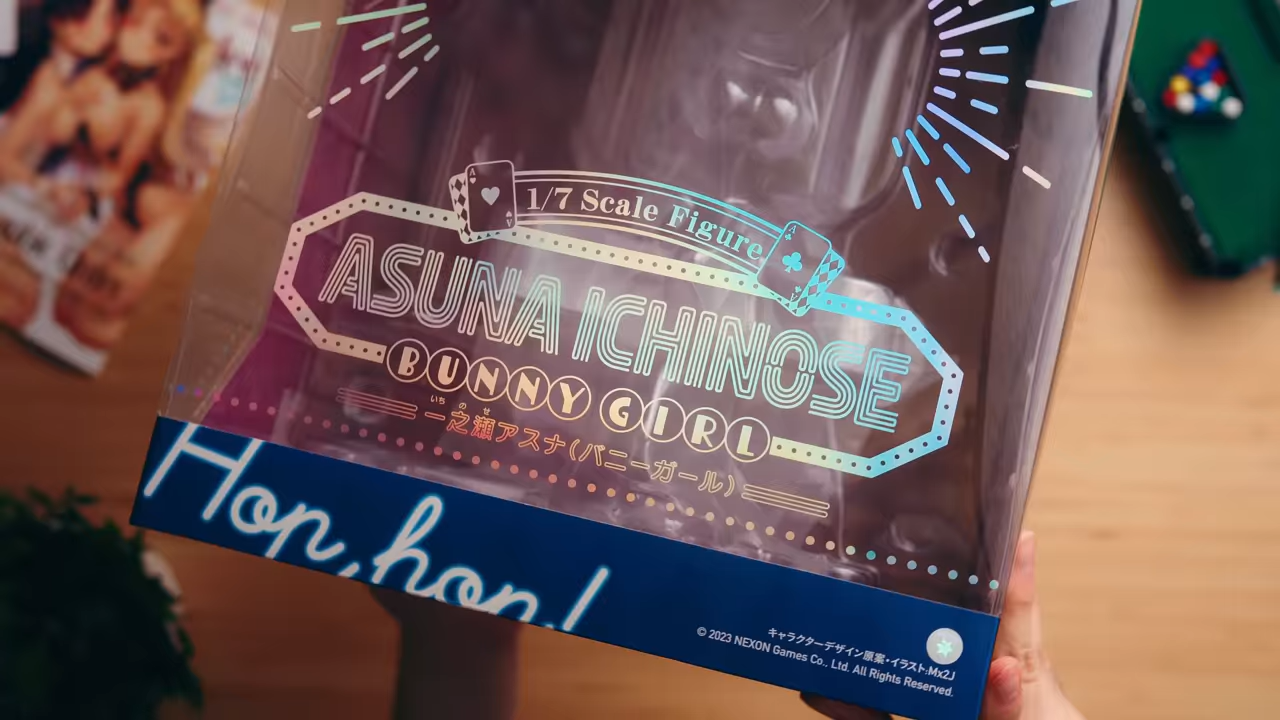 1/7 Scale Figure
ASUNA ICHINOSE
BUNNY GIRL
いち の せ
一之瀬アスナ(バニーガール)
Hop, hop!
キャラクターデザイン原案・イラスト:Mx2J
© 2023 NEXON Games Co., Ltd. All Rights Reserved.